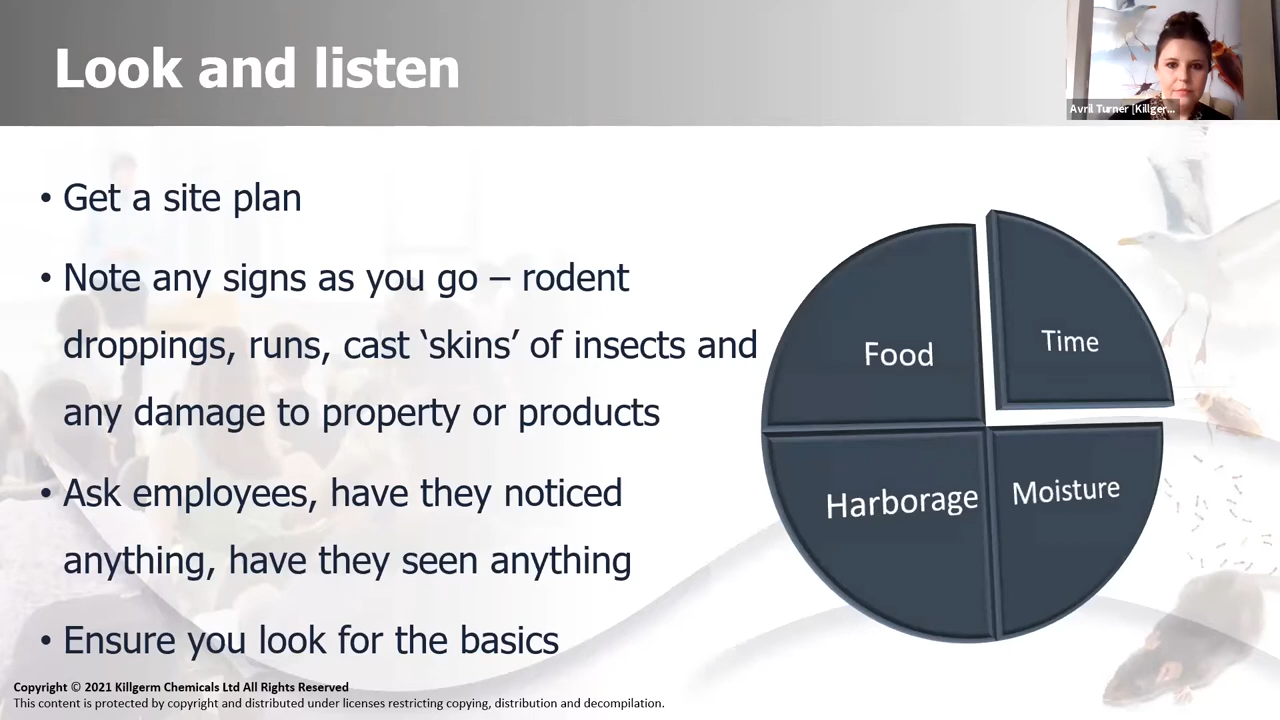 Look and listen
Avril Turner [Killger...
• Get a site plan
• Note any signs as you go – rodent
droppings, runs, cast ‘skins’ of insects and
any damage to property or products
• Ask employees, have they noticed
anything, have they seen anything
• Ensure you look for the basics
Food
Time
Harborage
Moisture
Copyright © 2021 Killgerm Chemicals Ltd All Rights Reserved
This content is protected by copyright and distributed under licenses restricting copying, distribution and decompilation.